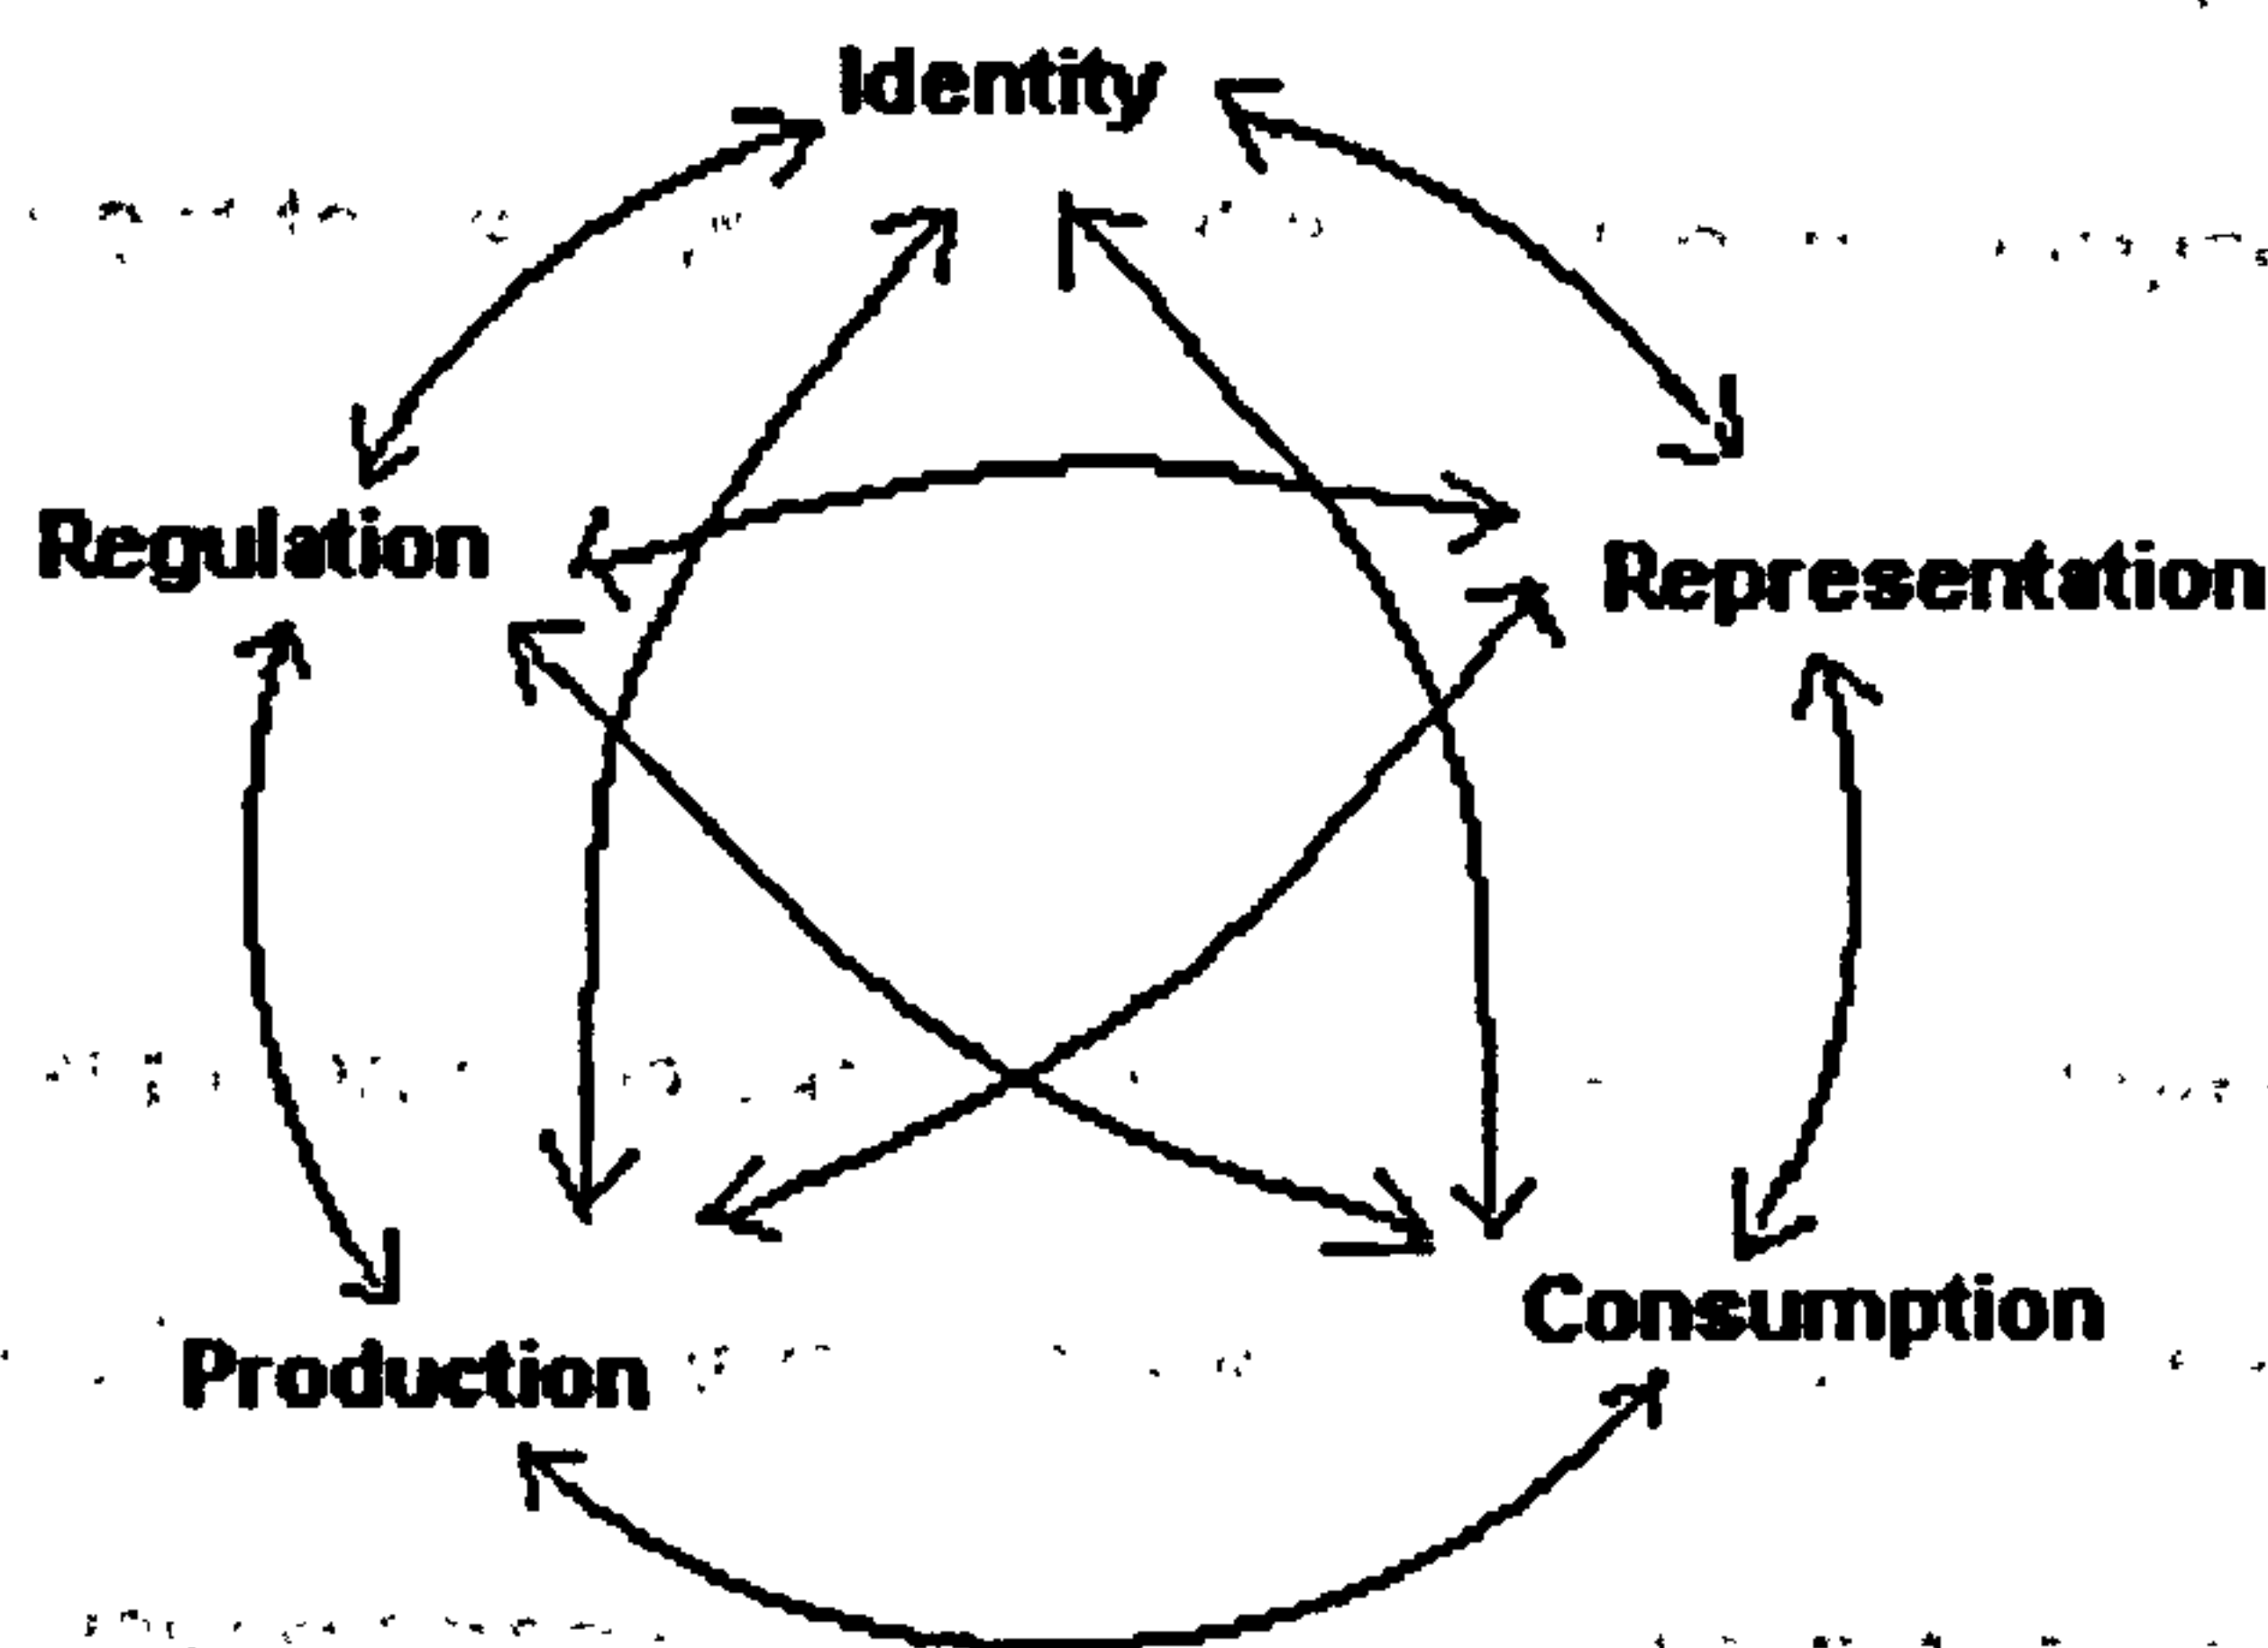 Identity
Regulation
Representation
Consumption
Production